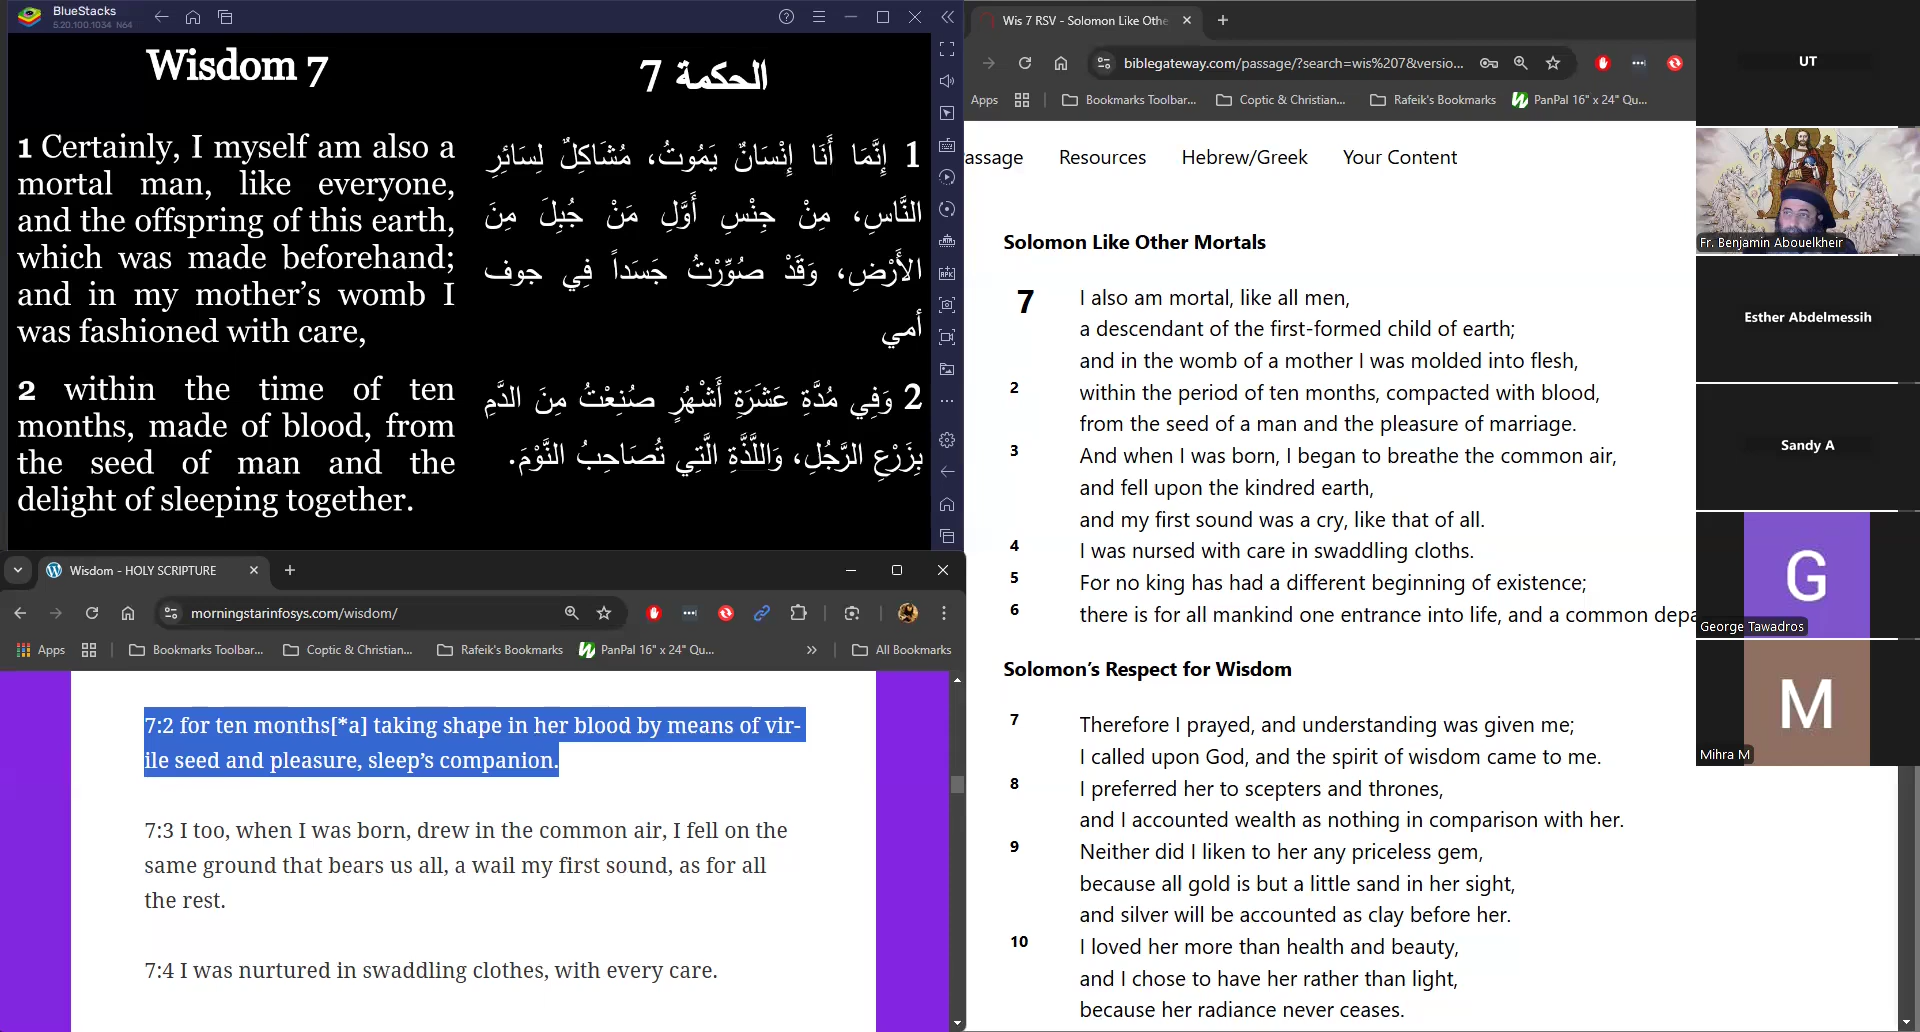 BlueStacks
5.20.100.1034 N64
Wisdom 7
الحكمة 7
1 Certainly, I myself am also a
mortal man, like everyone,
and the offspring of this earth,
which was made beforehand;
and in my mother’s womb I
was fashioned with care,
2 within the time of ten
months, made of blood, from
the seed of man and the
delight of sleeping together.
1 إِنَّمَا أَنَا إِنْسَانٌ يَمُوتُ، مُشَاكِلٌ لِسَائِرِ
النَّاسِ، مِنْ جِنْسِ أَوَّلِ مَنْ جُبِلَ مِنَ
الأَرْضِ، وَقَدْ صُوِّرْتُ جَسَداً فِي جوف
أمي
2 وَفِي مُدَّةِ عَشَرَةِ أَشْهُرٍ صُنِعْتُ مِنَ الدَّمِ
بِزَرْعِ الرَّجُلِ، وَاللَّذَّةِ الَّتِي تُصَاحِبُ النَّوْمَ.
Wisdom - HOLY SCRIPTURE
morningstarinfosys.com/wisdom/
Apps Bookmarks Toolbar... Coptic & Christian... Rafeik's Bookmarks PanPal 16" x 24" Qu... » All Bookmarks
7:2 for ten months[*a] taking shape in her blood by means of vir-
ile seed and pleasure, sleep’s companion.
7:3 I too, when I was born, drew in the common air, I fell on the
same ground that bears us all, a wail my first sound, as for all
the rest.
7:4 I was nurtured in swaddling clothes, with every care.
Wis 7 RSV - Solomon Like Othe
biblegateway.com/passage/?search=wis%207&versio...
Apps Bookmarks Toolbar... Coptic & Christian... Rafeik's Bookmarks PanPal 16" x 24" Qu...
assage Resources Hebrew/Greek Your Content
Solomon Like Other Mortals
7 I also am mortal, like all men,
a descendant of the first-formed child of earth;
and in the womb of a mother I was molded into flesh,
2 within the period of ten months, compacted with blood,
from the seed of a man and the pleasure of marriage.
3 And when I was born, I began to breathe the common air,
and fell upon the kindred earth,
and my first sound was a cry, like that of all.
4 I was nursed with care in swaddling cloths.
5 For no king has had a different beginning of existence;
6 there is for all mankind one entrance into life, and a common depa
Solomon’s Respect for Wisdom
7 Therefore I prayed, and understanding was given me;
I called upon God, and the spirit of wisdom came to me.
8 I preferred her to scepters and thrones,
and I accounted wealth as nothing in comparison with her.
9 Neither did I liken to her any priceless gem,
because all gold is but a little sand in her sight,
and silver will be accounted as clay before her.
10 I loved her more than health and beauty,
and I chose to have her rather than light,
because her radiance never ceases.
UT
Fr. Benjamin Abouelkheir
Esther Abdelmessih
Sandy A
G
George Tawadros
M
Mihra M